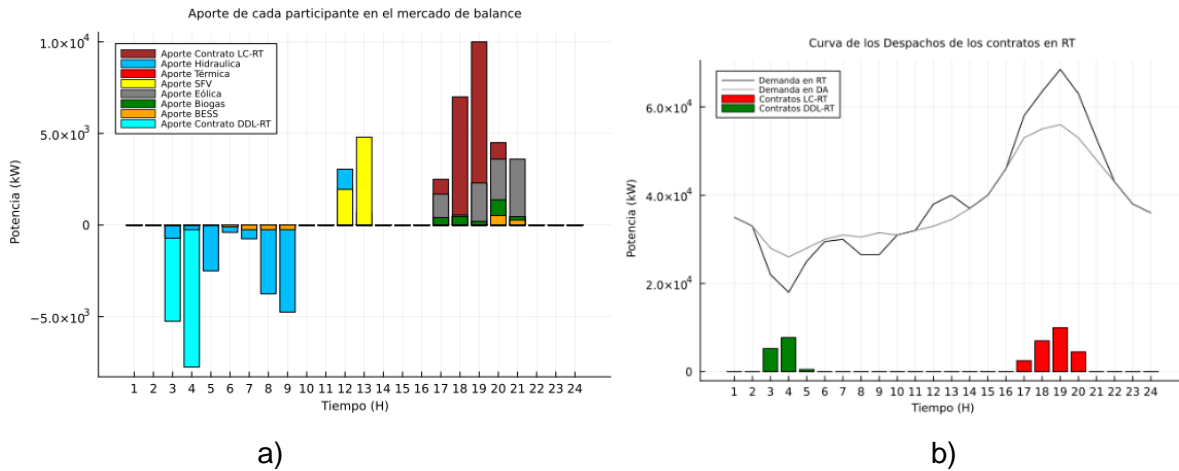 Aporte de cada participante en el mercado de balance
1.0×10⁴
5.0×10³
0
−5.0×10³
Potencia (kW)
Aporte Contrato LC-RT
Aporte Hidraulica
Aporte Térmica
Aporte SFV
Aporte Eólica
Aporte Biogas
Aporte BESS
Aporte Contrato DDL-RT
1 2 3 4 5 6 7 8 9 10 11 12 13 14 15 16 17 18 19 20 21 22 23 24
Tiempo (H)
a)
Curva de los Despachos de los contratos en RT
6.0×10⁴
4.0×10⁴
2.0×10⁴
0
Potencia (kW)
Demanda en RT
Demanda en DA
Contratos LC-RT
Contratos DDL-RT
1 2 3 4 5 6 7 8 9 10 11 12 13 14 15 16 17 18 19 20 21 22 23 24
Tiempo (H)
b)